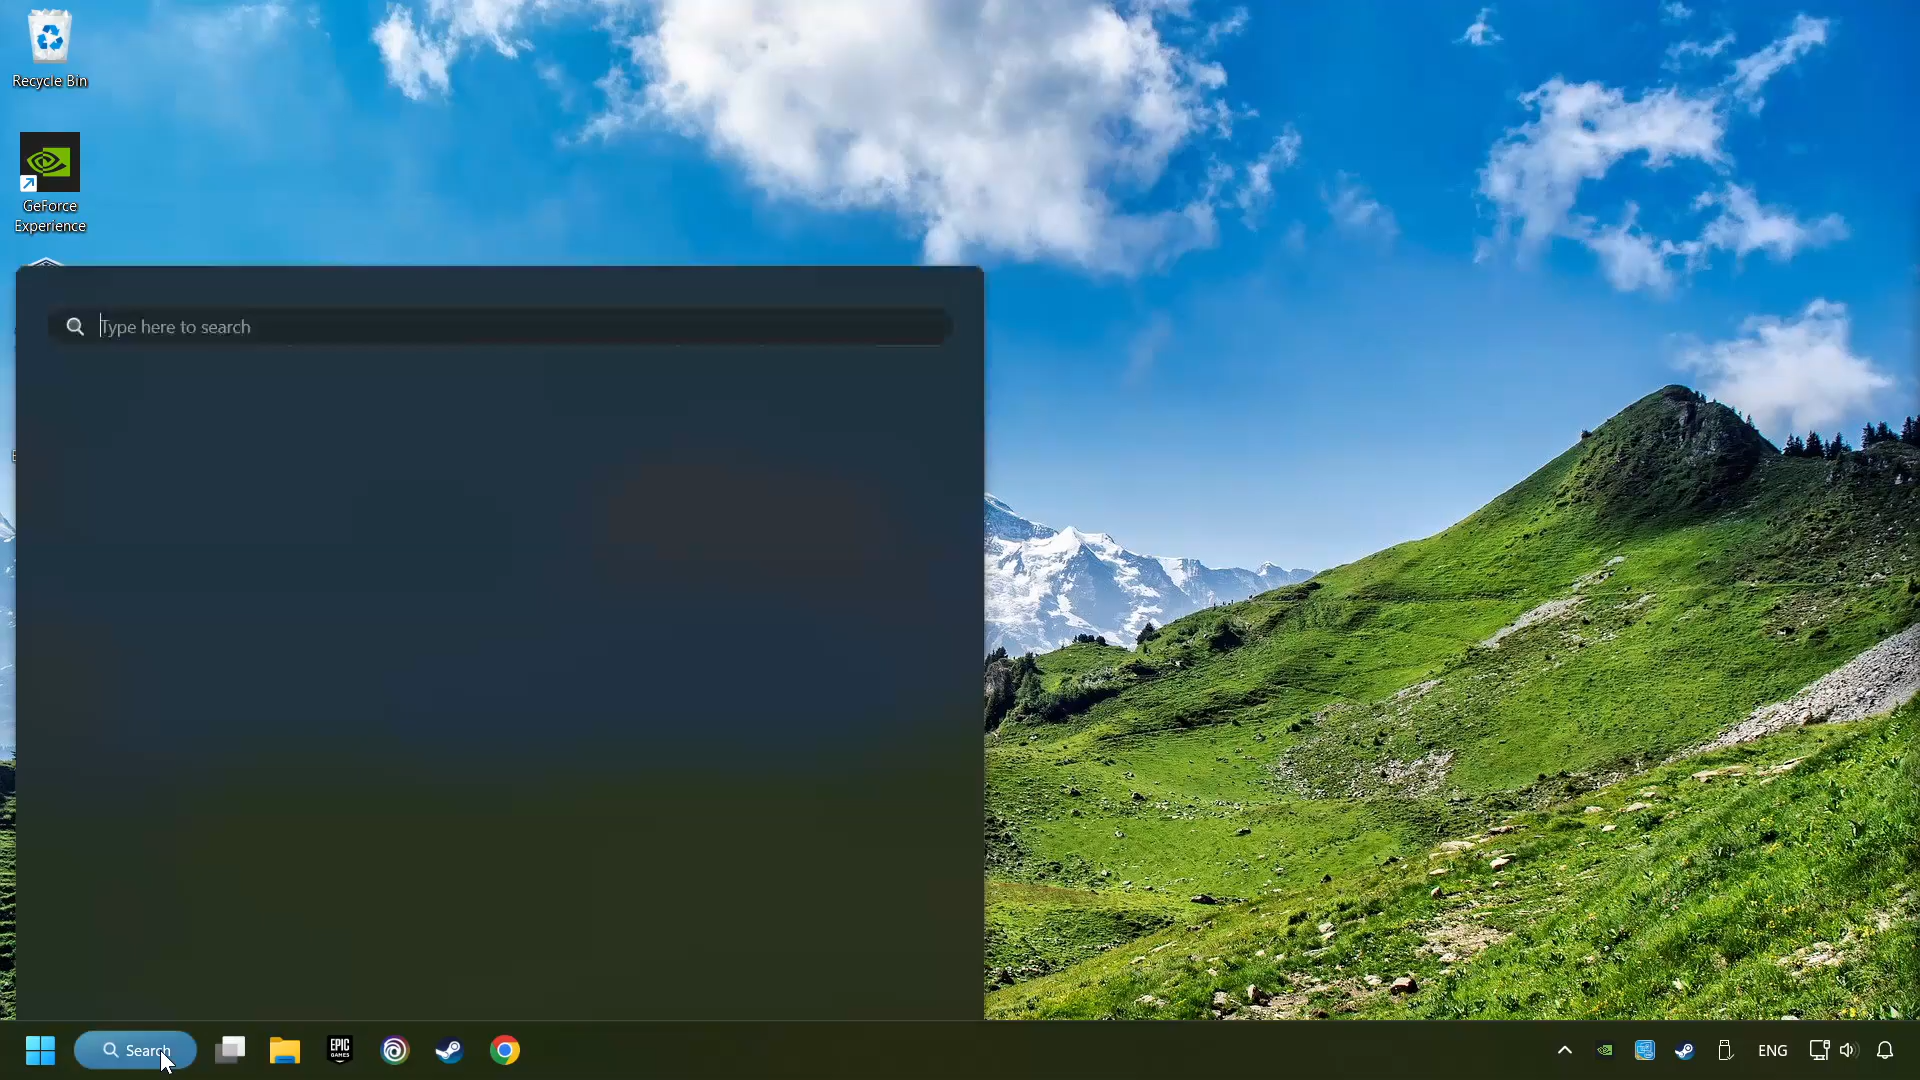 Recycle Bin
GeForce
Experience
Type here to search
Search
EPIC
GAMES
ENG